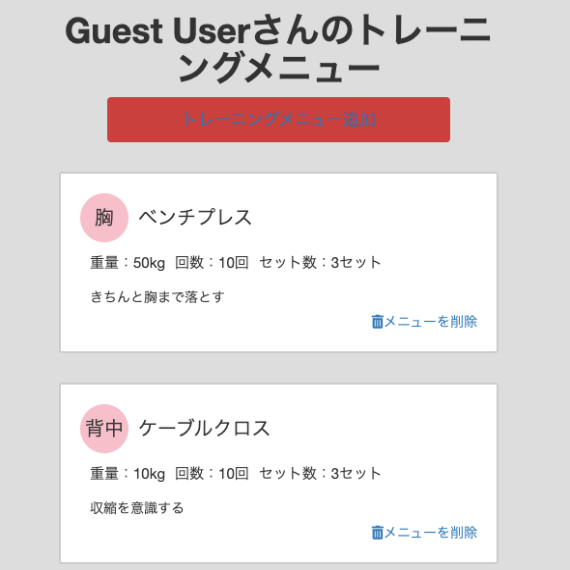 Guest Userさんのトレーニ
ングメニュー
トレーニングメニュー追加
胸 ベンチプレス
重量：50kg 回数：10回 セット数：3セット
きちんと胸まで落とす
メニューを削除
背中 ケーブルクロス
重量：10kg 回数：10回 セット数：3セット
収縮を意識する
メニューを削除